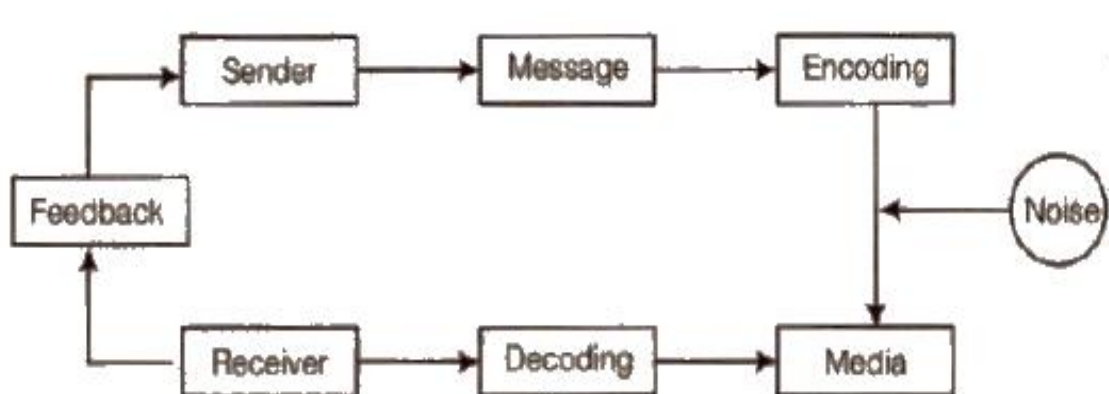 Sender
Message
Encoding
Feedback
Noise
Receiver
Decoding
Media